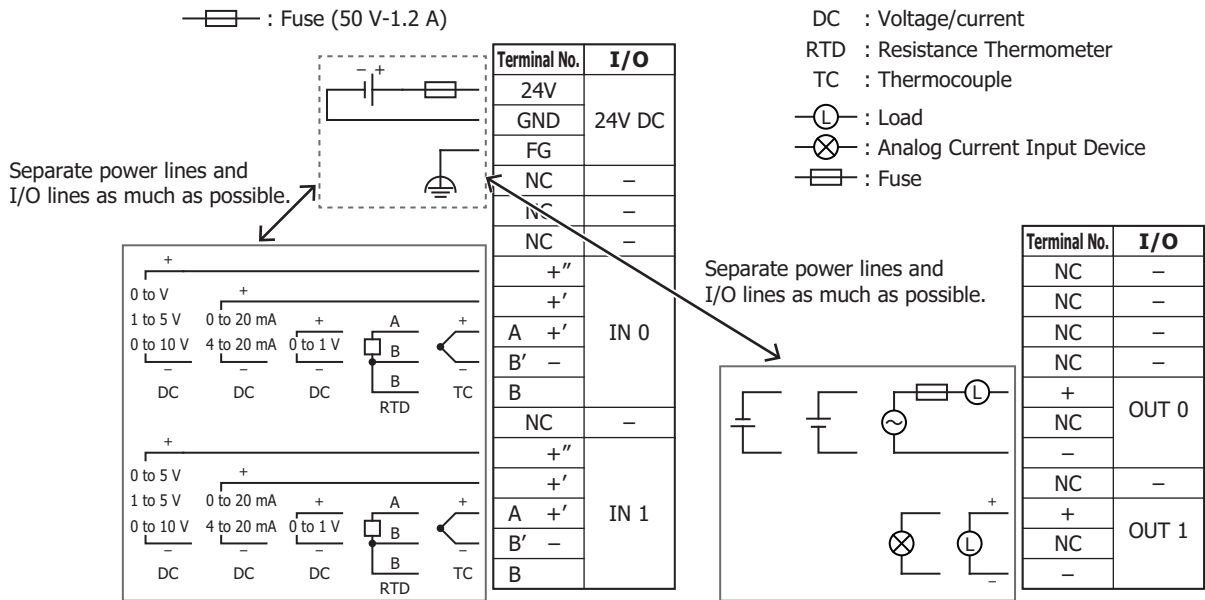 : Fuse (50 V-1.2 A)
DC : Voltage/current
RTD : Resistance Thermometer
TC : Thermocouple
L : Load
: Analog Current Input Device
: Fuse
Separate power lines and
I/O lines as much as possible.
− +
Terminal No. I/O
24V
GND 24V DC
FG
NC –
NC –
NC –
+″
+′
A +′ IN 0
B′ −
B
NC –
+″
+′
A +′ IN 1
B′ −
B
+
0 to V +
1 to 5 V 0 to 20 mA + A +
0 to 10 V 4 to 20 mA 0 to 1 V B
− − − B −
DC DC DC RTD TC
+
0 to 5 V +
1 to 5 V 0 to 20 mA + A +
0 to 10 V 4 to 20 mA 0 to 1 V B
− − − B −
DC DC DC RTD TC
Separate power lines and
I/O lines as much as possible.
L
+
L
−
Terminal No. I/O
NC –
NC –
NC –
NC –
+
NC OUT 0
−
NC –
+
NC OUT 1
−